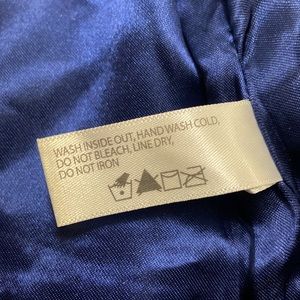 WASH INSIDE OUT, HAND WASH COLD,
DO NOT BLEACH, LINE DRY,
DO NOT IRON